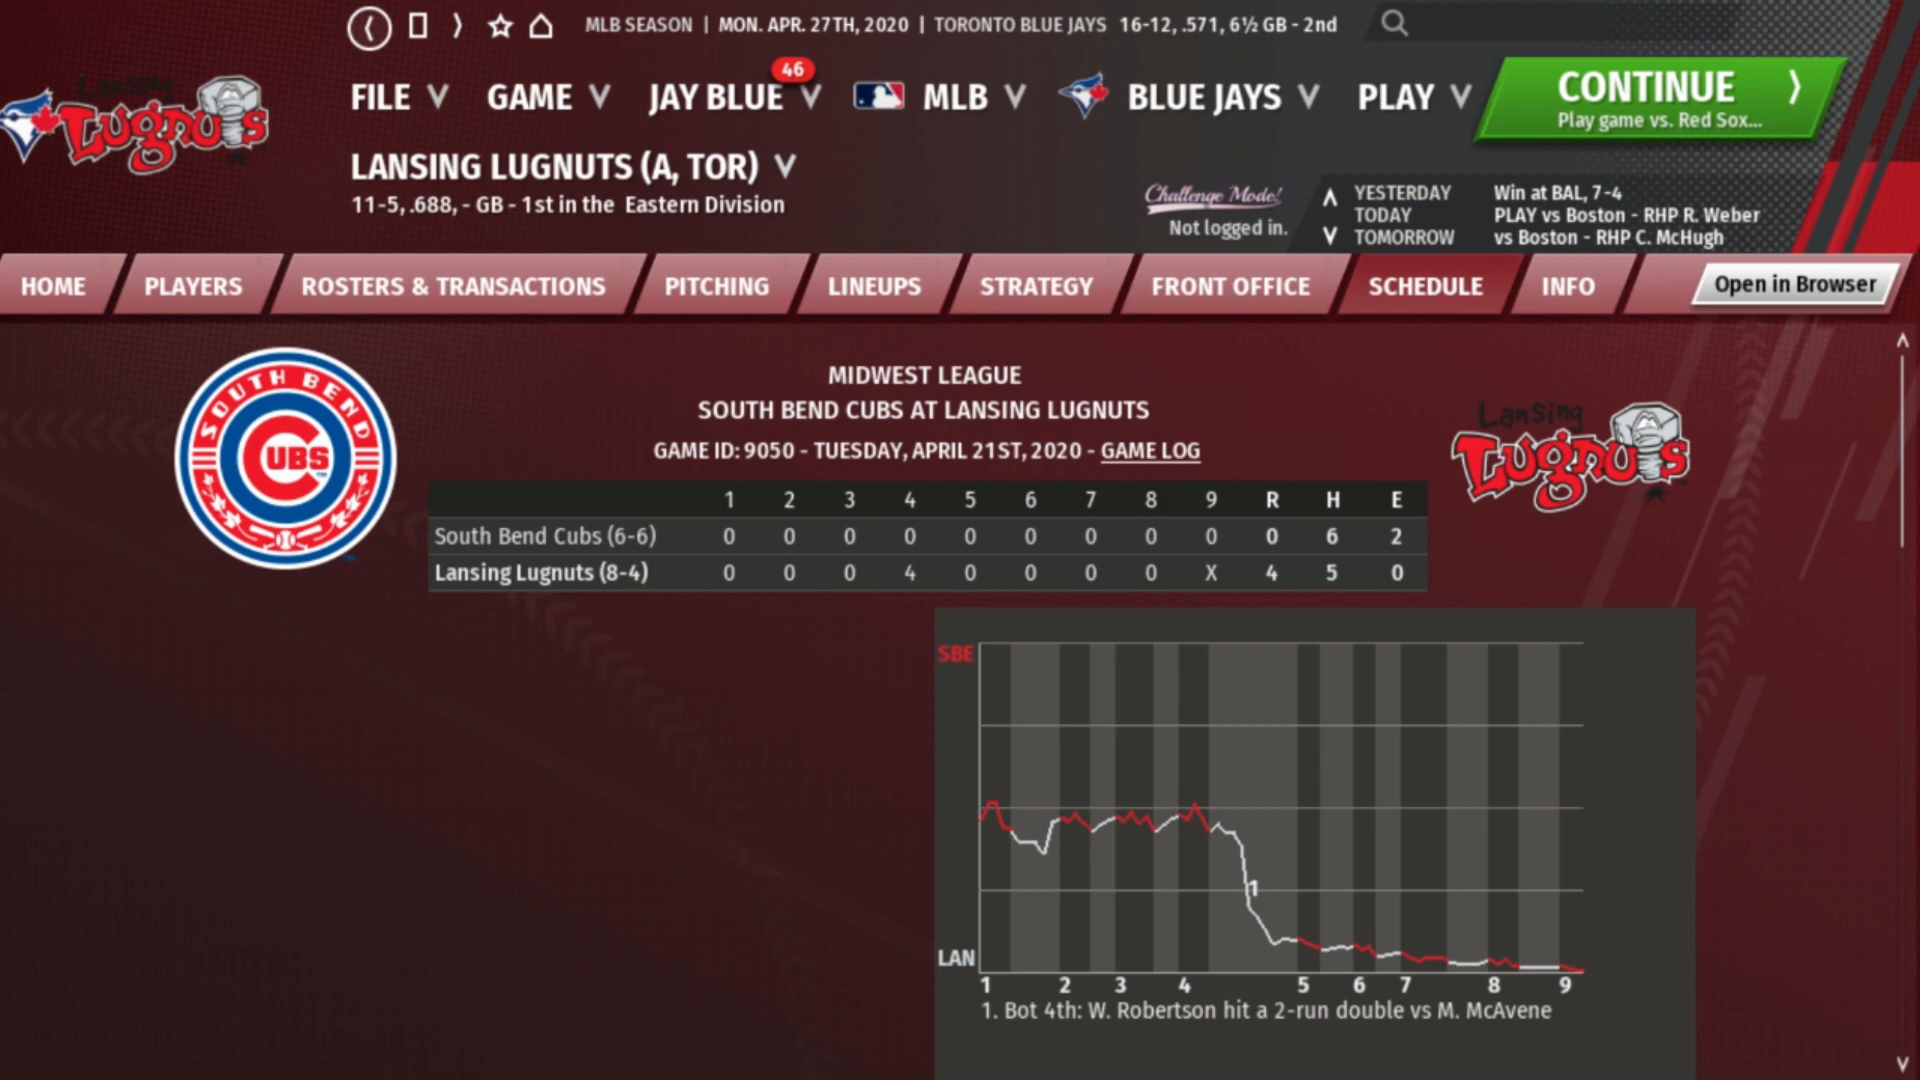 MLB SEASON | MON. APR. 27TH, 2020 | TORONTO BLUE JAYS 16-12, .571, 6½ GB - 2nd
Lansing Lugnuts
FILE GAME JAY BLUE 46 MLB BLUE JAYS PLAY
CONTINUE
Play game vs. Red Sox...
LANSING LUGNUTS (A, TOR)
11-5, .688, - GB - 1st in the Eastern Division
Challenge Mode!
Not logged in.
YESTERDAY Win at BAL, 7-4
TODAY PLAY vs Boston - RHP R. Weber
TOMORROW vs Boston - RHP C. McHugh
HOME PLAYERS ROSTERS & TRANSACTIONS PITCHING LINEUPS STRATEGY FRONT OFFICE SCHEDULE INFO Open in Browser
SOUTH BEND
CUBS
MIDWEST LEAGUE
SOUTH BEND CUBS AT LANSING LUGNUTS
GAME ID: 9050 - TUESDAY, APRIL 21ST, 2020 - GAME LOG
Lansing
Lugnuts
1 2 3 4 5 6 7 8 9 R H E
South Bend Cubs (6-6) 0 0 0 0 0 0 0 0 0 0 6 2
Lansing Lugnuts (8-4) 0 0 0 4 0 0 0 0 X 4 5 0
SBE
1
LAN
1 2 3 4 5 6 7 8 9
1. Bot 4th: W. Robertson hit a 2-run double vs M. McAvene